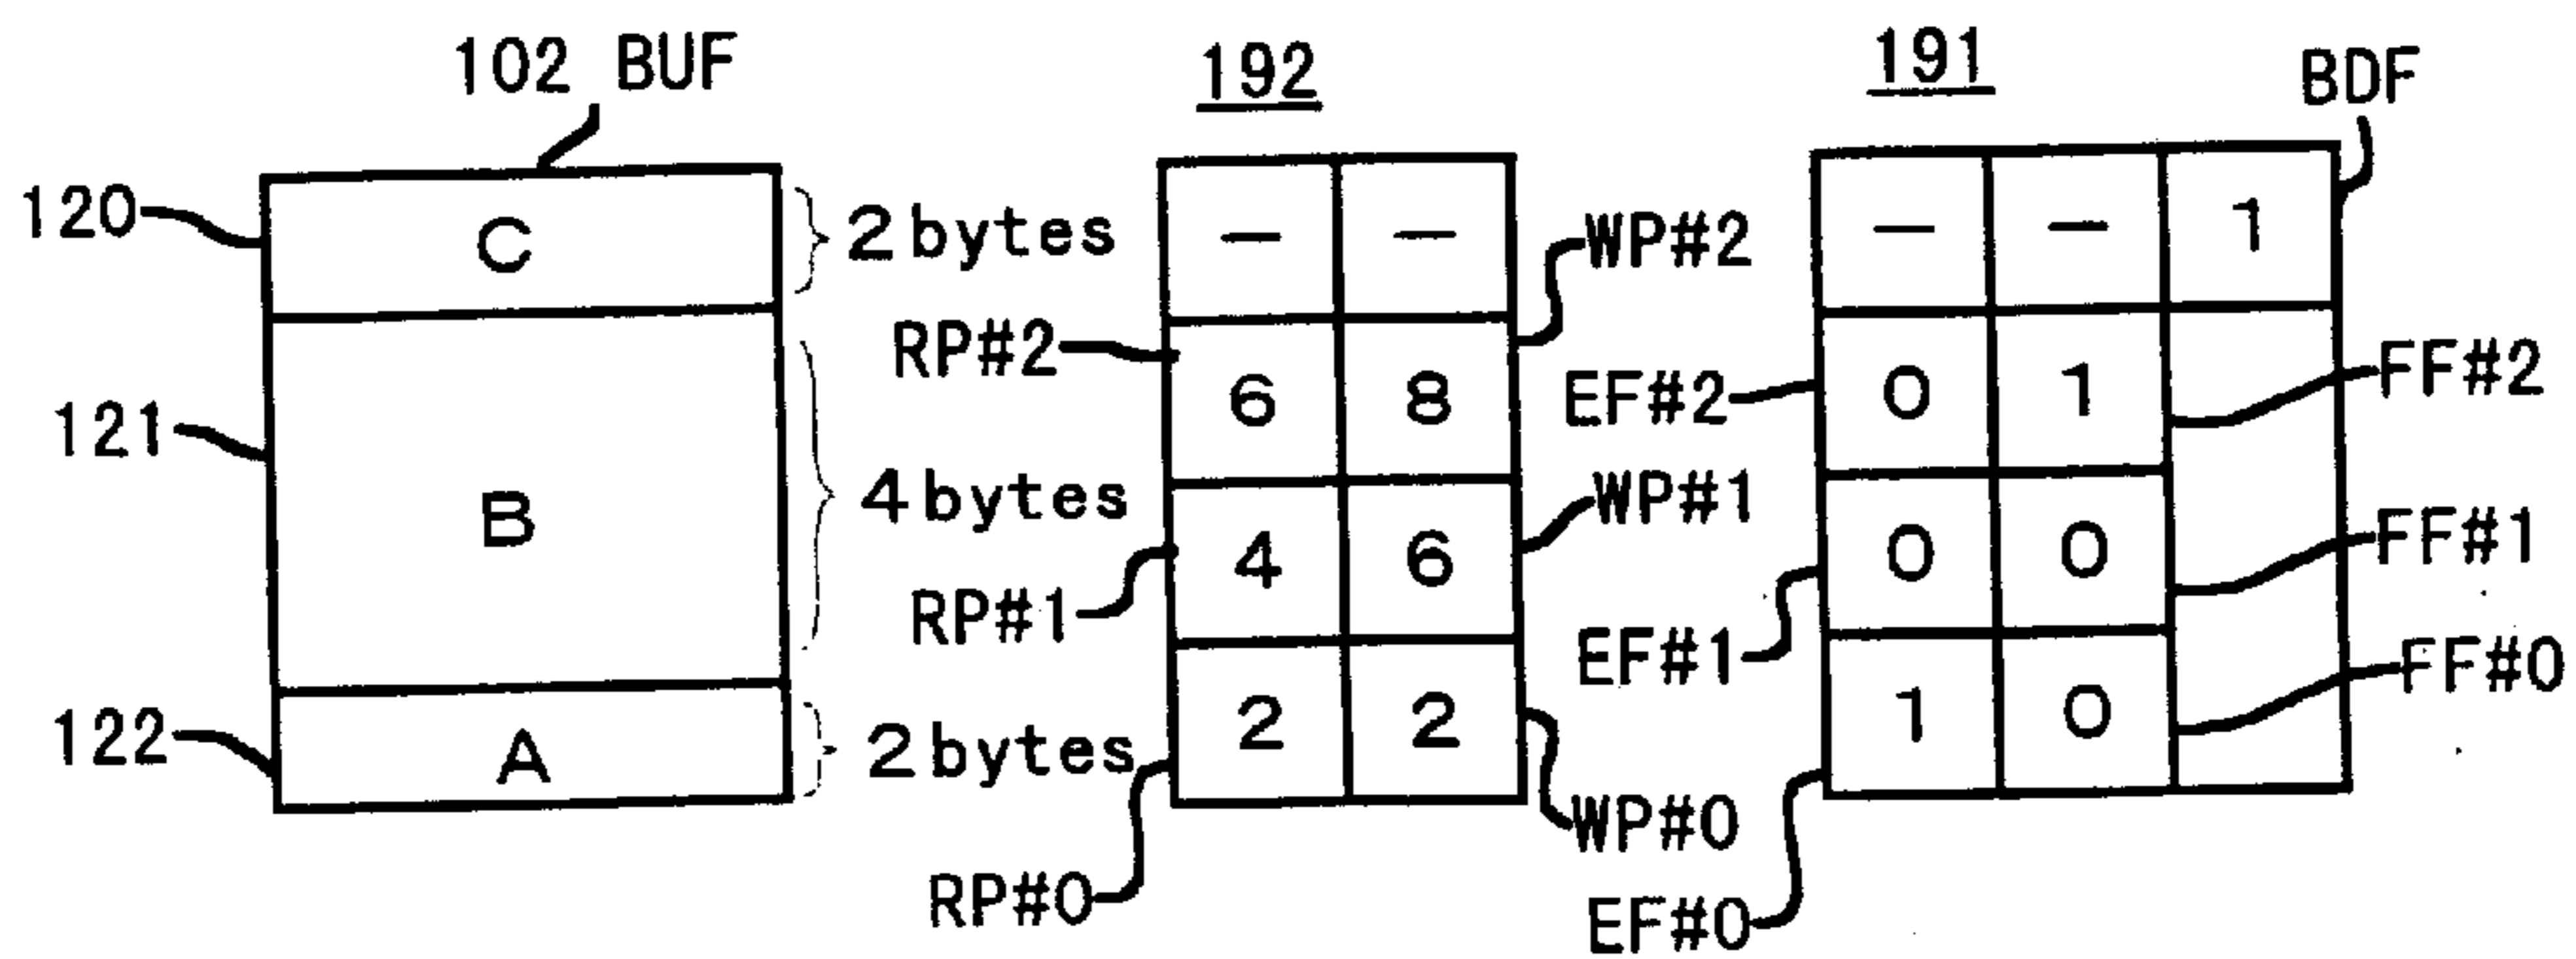 102 BUF
192
191
BDF
120
C
2 bytes
— —
WP#2
— — 1
RP#2
6 8
EF#2
0 1
FF#2
121
B
4 bytes
WP#1
RP#1
4 6
0 0
FF#1
EF#1
FF#0
122
A
2 bytes
2 2
1 0
WP#0
RP#0
EF#0